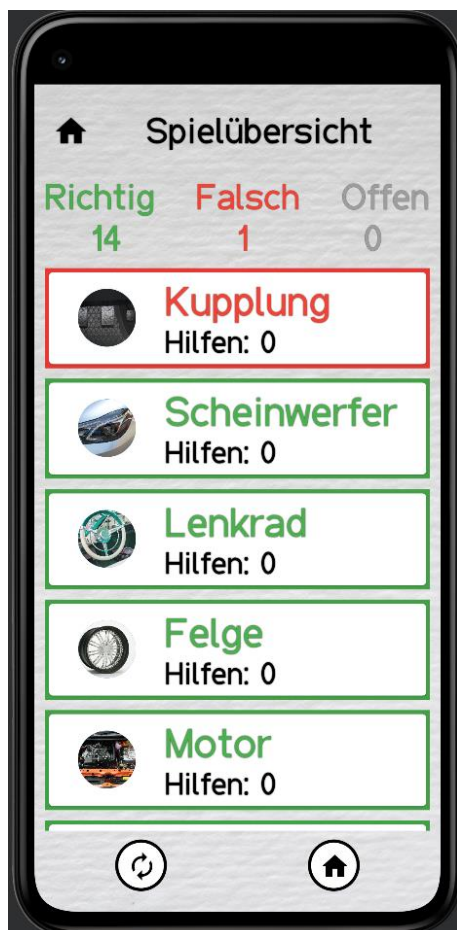 Spielübersicht
Richtig Falsch Offen
14 1 0
Kupplung
Hilfen: 0
Scheinwerfer
Hilfen: 0
Lenkrad
Hilfen: 0
Felge
Hilfen: 0
Motor
Hilfen: 0